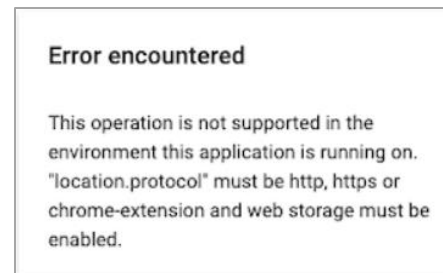 Error encountered
This operation is not supported in the
environment this application is running on.
"location.protocol" must be http, https or
chrome-extension and web storage must be
enabled.